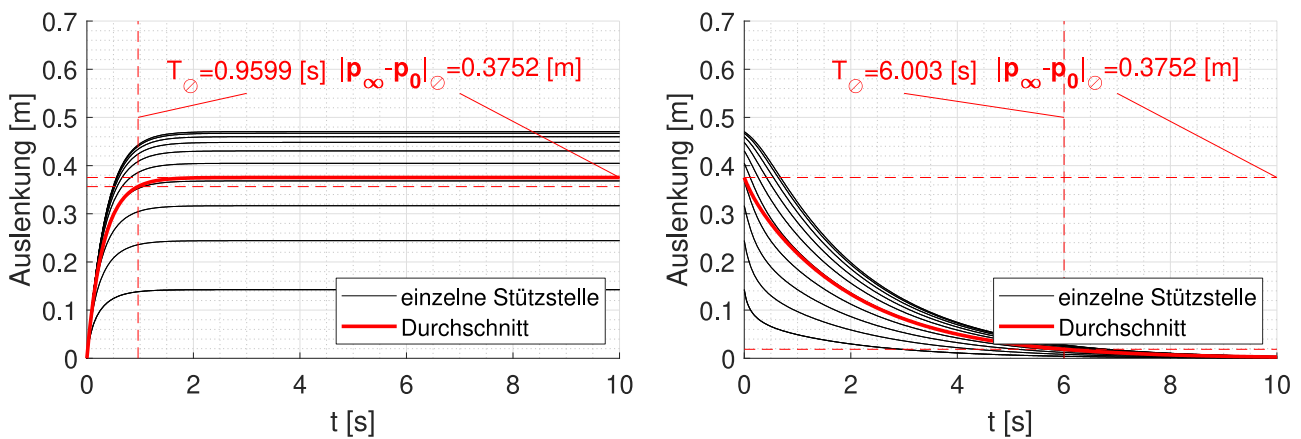 0.7
0.6
0.5
0.4
0.3
0.2
0.1
0
Auslenkung [m]
T⌀=0.9599 [s] |p∞-p0|⌀=0.3752 [m]
einzelne Stützstelle
Durchschnitt
0 2 4 6 8 10
t [s]
0.7
0.6
0.5
0.4
0.3
0.2
0.1
0
Auslenkung [m]
T⌀=6.003 [s] |p∞-p0|⌀=0.3752 [m]
einzelne Stützstelle
Durchschnitt
0 2 4 6 8 10
t [s]